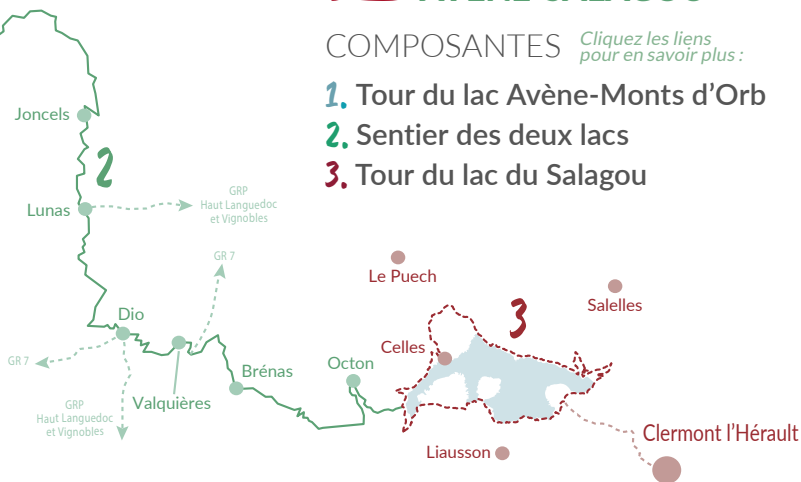 COMPOSANTES
Cliquez les liens
pour en savoir plus :
1. Tour du lac Avène-Monts d’Orb
2. Sentier des deux lacs
3. Tour du lac du Salagou
Joncels
2
Lunas
GRP
Haut Languedoc
et Vignobles
GR 7
Le Puech
Salelles
3
Dio
Celles
GR 7
Octon
Brénas
Valquières
GRP
Haut Languedoc
et Vignobles
Liausson
Clermont l’Hérault